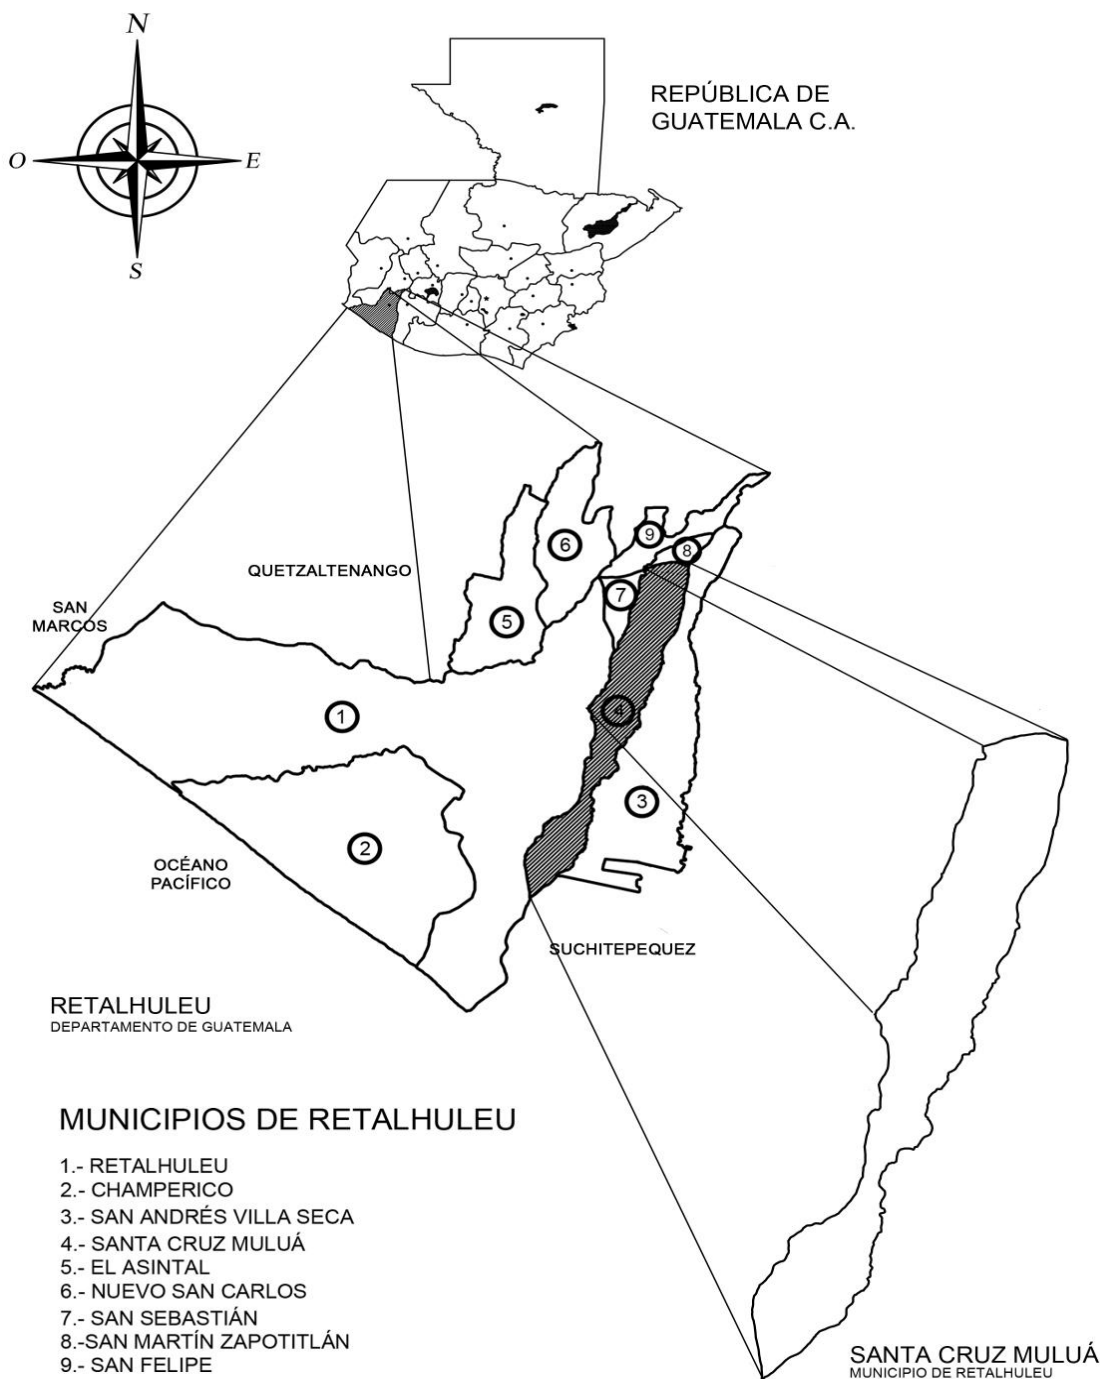 N
O
E
S
REPÚBLICA DE
GUATEMALA C.A.
QUETZALTENANGO
SAN
MARCOS
9
8
6
7
5
4
1
3
2
OCÉANO
PACÍFICO
SUCHITEPEQUEZ
RETALHULEU
DEPARTAMENTO DE GUATEMALA
MUNICIPIOS DE RETALHULEU
1.- RETALHULEU
2.- CHAMPERICO
3.- SAN ANDRÉS VILLA SECA
4.- SANTA CRUZ MULUÁ
5.- EL ASINTAL
6.- NUEVO SAN CARLOS
7.- SAN SEBASTIÁN
8.-SAN MARTÍN ZAPOTITLÁN
9.- SAN FELIPE
SANTA CRUZ MULUÁ
MUNICIPIO DE RETALHULEU